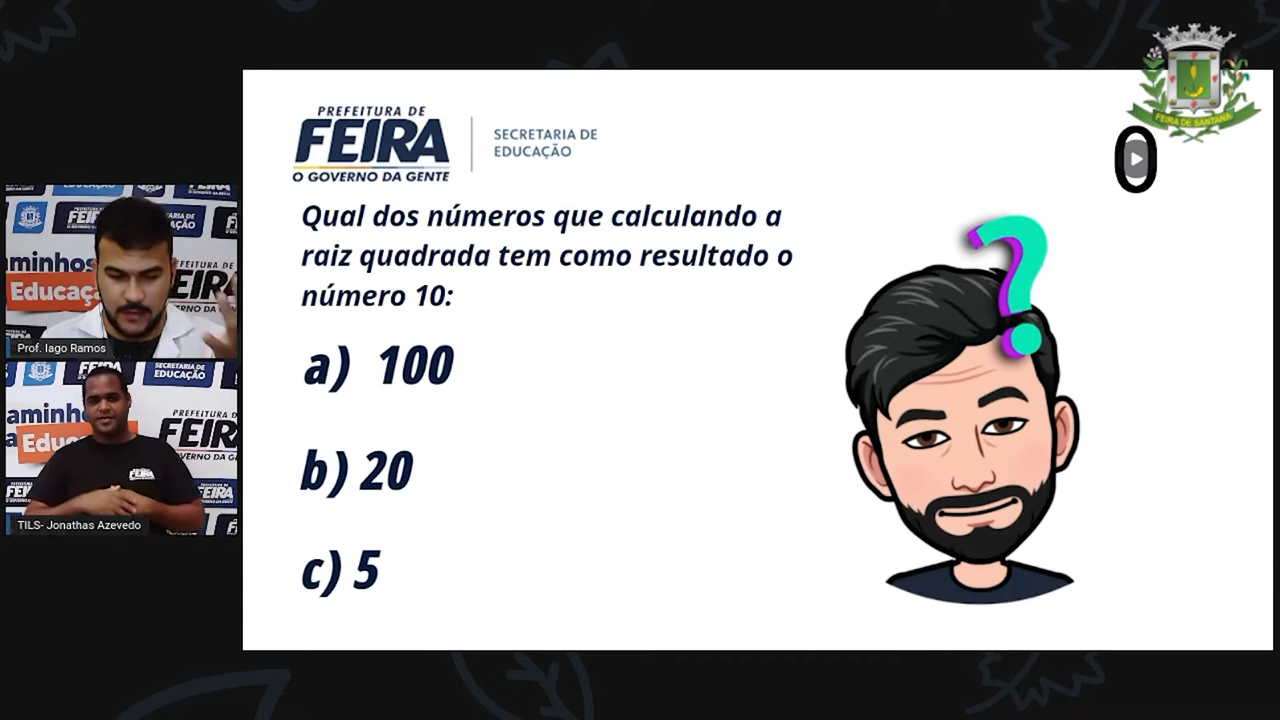 FEIRA DE SANTANA
PREFEITURA DE
FEIRA
O GOVERNO DA GENTE
SECRETARIA DE
EDUCAÇÃO
Qual dos números que calculando a
raiz quadrada tem como resultado o
número 10:
a) 100
b) 20
c) 5
?
0
Prof. Iago Ramos
TILS- Jonathas Azevedo